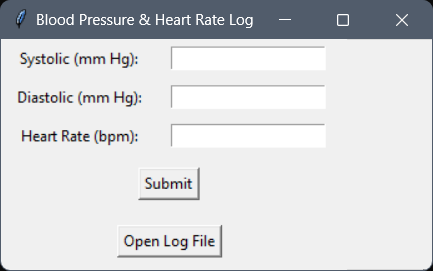 Blood Pressure & Heart Rate Log
Systolic (mm Hg):
Diastolic (mm Hg):
Heart Rate (bpm):
Submit
Open Log File